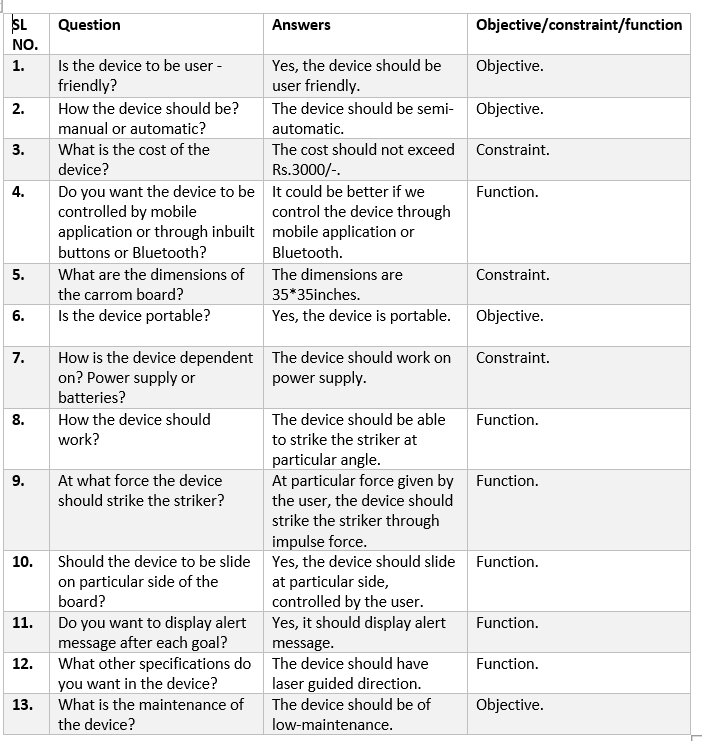 SL NO. Question Answers Objective/constraint/function
1. Is the device to be user - Yes, the device should be Objective.
friendly? user friendly.
2. How the device should be? The device should be semi- Objective.
manual or automatic? automatic.
3. What is the cost of the The cost should not exceed Constraint.
device? Rs.3000/-.
4. Do you want the device to be It could be better if we Function.
controlled by mobile control the device through
application or through inbuilt mobile application or
buttons or Bluetooth? Bluetooth.
5. What are the dimensions of The dimensions are Constraint.
the carrom board? 35*35inches.
6. Is the device portable? Yes, the device is portable. Objective.
7. How is the device dependent The device should work on Constraint.
on? Power supply or power supply.
batteries?
8. How the device should The device should be able Function.
work? to strike the striker at
particular angle.
9. At what force the device At particular force given by Function.
should strike the striker? the user, the device should
strike the striker through
impulse force.
10. Should the device to be slide Yes, the device should slide Function.
on particular side of the at particular side,
board? controlled by the user.
11. Do you want to display alert Yes, it should display alert Function.
message after each goal? message.
12. What other specifications do The device should have Function.
you want in the device? laser guided direction.
13. What is the maintenance of The device should be of Objective.
the device? low-maintenance.